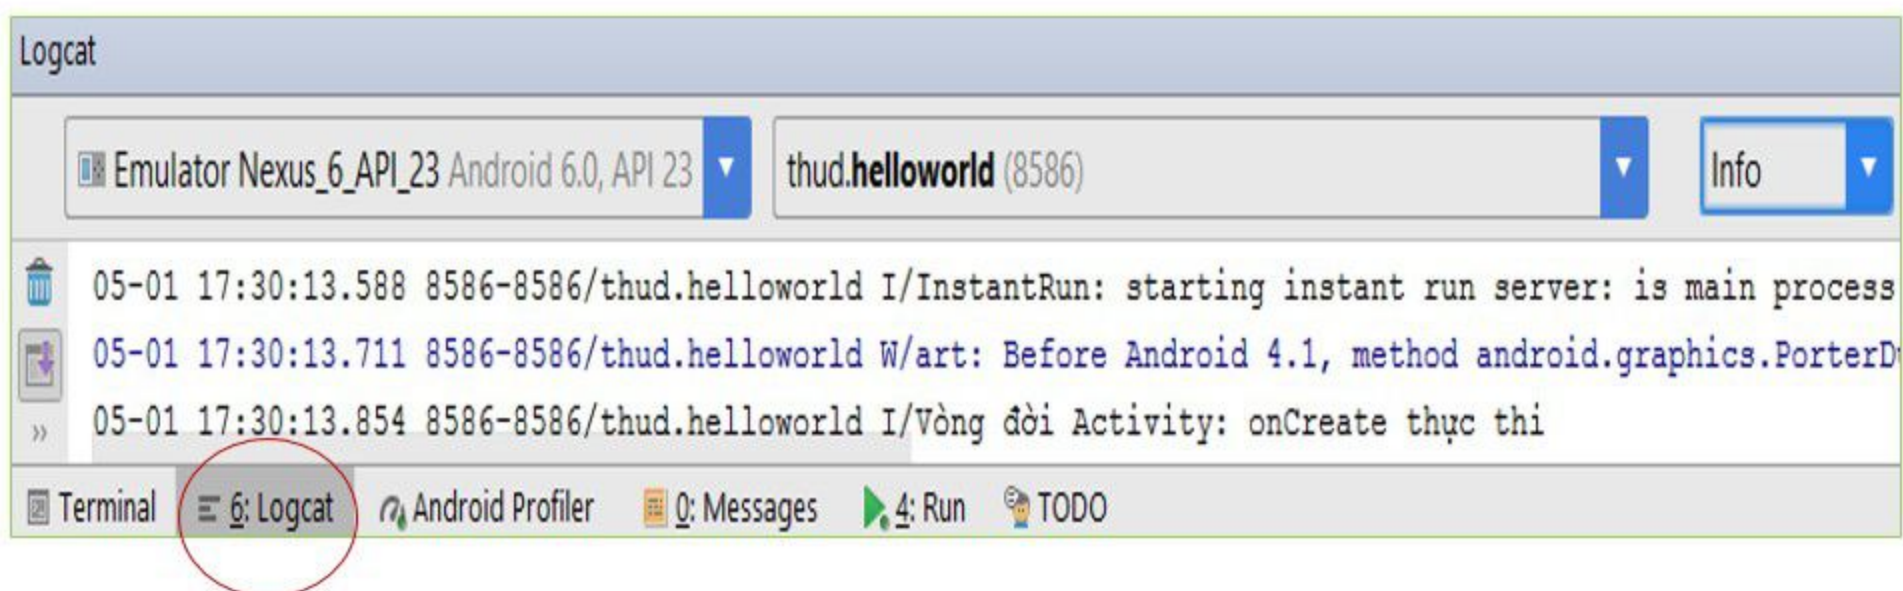 Logcat
Emulator Nexus_6_API_23 Android 6.0, API 23 thud.helloworld (8586) Info
05-01 17:30:13.588 8586-8586/thud.helloworld I/InstantRun: starting instant run server: is main process
05-01 17:30:13.711 8586-8586/thud.helloworld W/art: Before Android 4.1, method android.graphics.PorterD
05-01 17:30:13.854 8586-8586/thud.helloworld I/Vòng đời Activity: onCreate thực thi
Terminal 6: Logcat Android Profiler 0: Messages 4: Run TODO